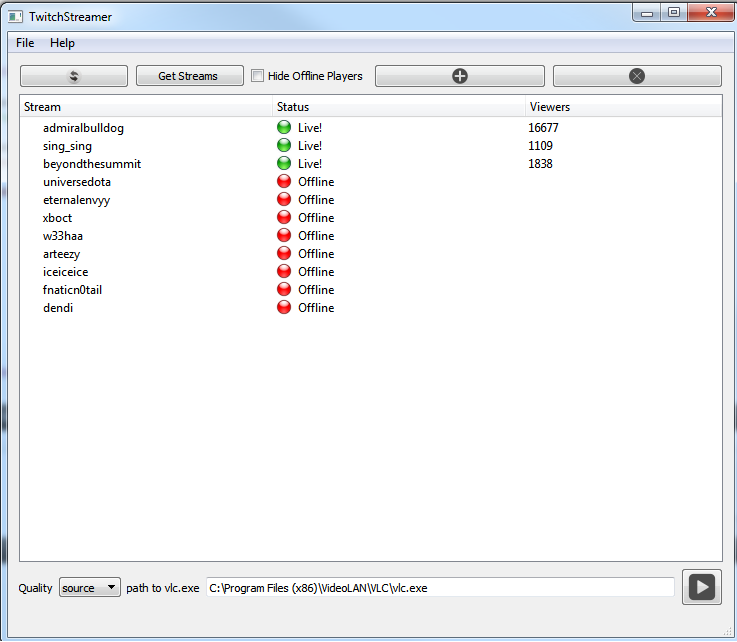 TwitchStreamer
File Help
Get Streams Hide Offline Players
Stream Status Viewers
admiralbulldog Live! 16677
sing_sing Live! 1109
beyondthesummit Live! 1838
universedota Offline
eternalenvyy Offline
xboct Offline
w33haa Offline
arteezy Offline
iceiceice Offline
fnaticn0tail Offline
dendi Offline
Quality source path to vlc.exe C:\Program Files (x86)\VideoLAN\VLC\vlc.exe